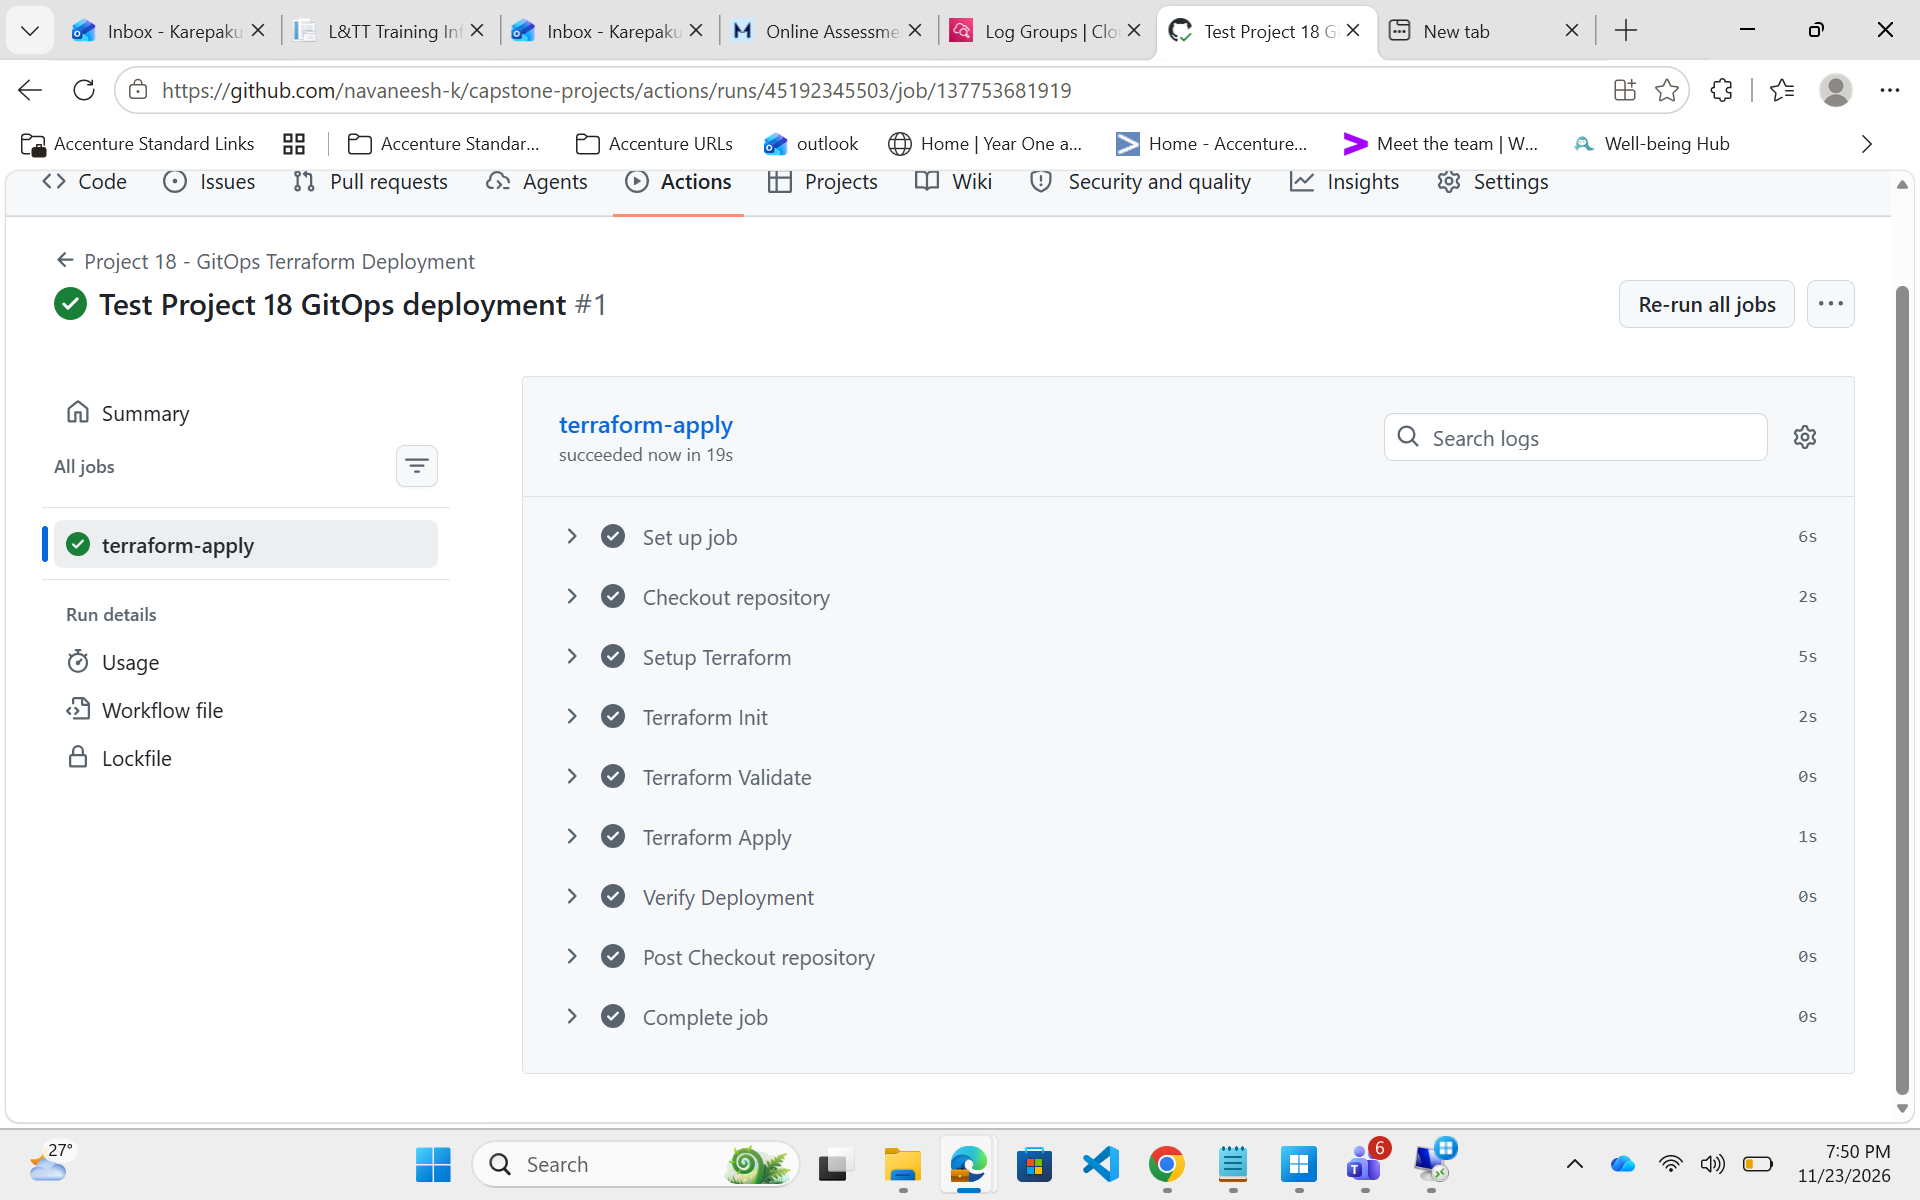 Inbox - Karepaku
L&TT Training Inf
Inbox - Karepaku
Online Assessme
Log Groups | Clo
Test Project 18 Gi
New tab
https://github.com/navaneesh-k/capstone-projects/actions/runs/45192345503/job/137753681919
Accenture Standard Links
Accenture Standar...
Accenture URLs
outlook
Home | Year One a...
Home - Accenture...
Meet the team | W...
Well-being Hub
Code
Issues
Pull requests
Agents
Actions
Projects
Wiki
Security and quality
Insights
Settings
Project 18 - GitOps Terraform Deployment
Test Project 18 GitOps deployment #1
Re-run all jobs
Summary
All jobs
terraform-apply
Run details
Usage
Workflow file
Lockfile
terraform-apply
succeeded now in 19s
Search logs
Set up job 6s
Checkout repository 2s
Setup Terraform 5s
Terraform Init 2s
Terraform Validate 0s
Terraform Apply 1s
Verify Deployment 0s
Post Checkout repository 0s
Complete job 0s
27°
Search
6
7:50 PM
11/23/2026